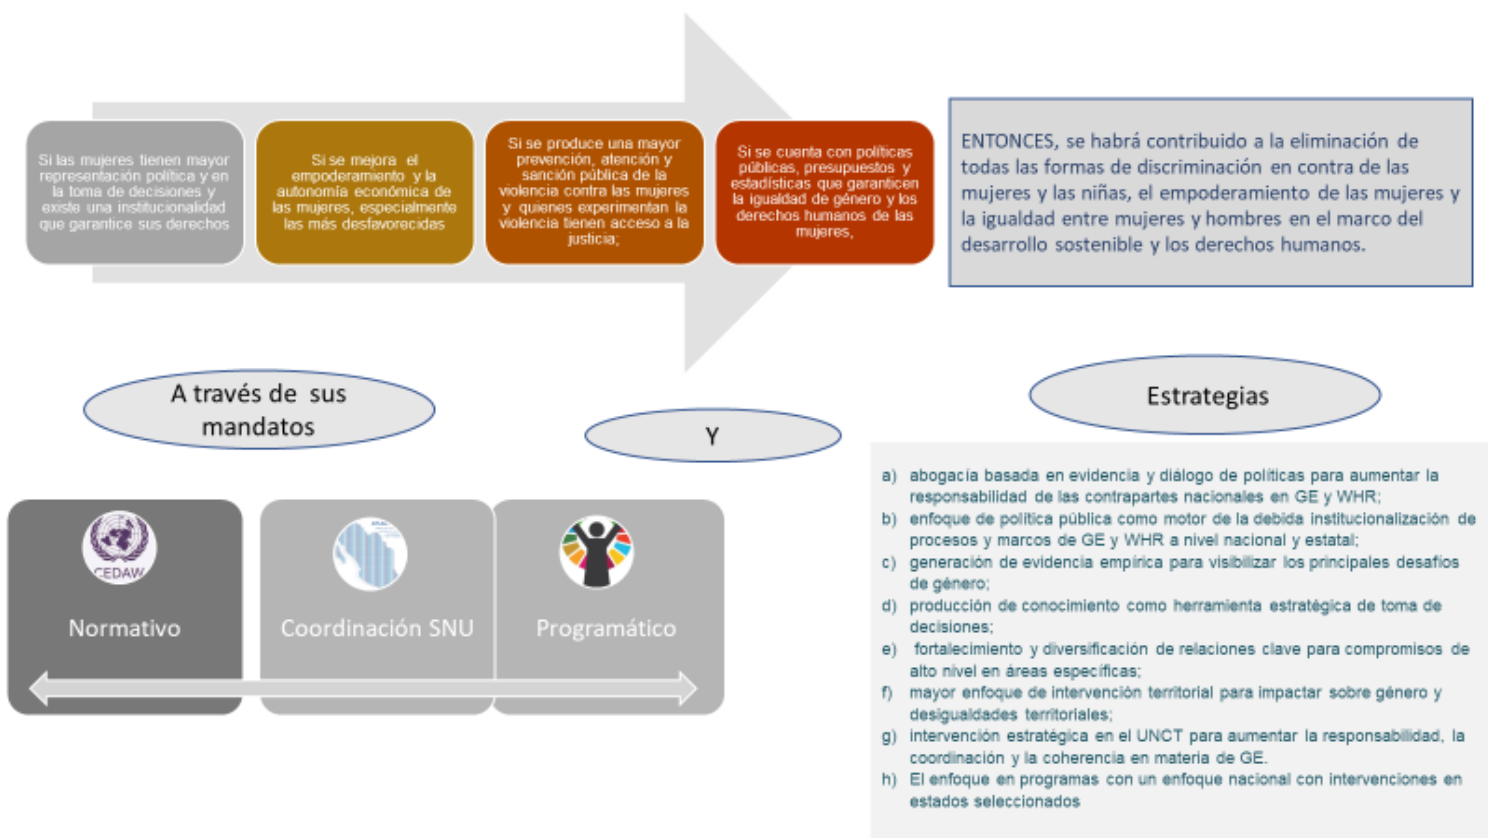 Si las mujeres tienen mayor
representación política y en
la toma de decisiones y
existe una institucionalidad
que garantice sus derechos
Si se mejora el
empoderamiento y la
autonomía económica de
las mujeres, especialmente
las más desfavorecidas
Si se produce una mayor
prevención, atención y
sanción pública de la
violencia contra las mujeres
y quienes experimentan la
violencia tienen acceso a la
justicia;
Si se cuenta con políticas
públicas, presupuestos y
estadísticas que garanticen
la igualdad de género y los
derechos humanos de las
mujeres,
ENTONCES, se habrá contribuido a la eliminación de
todas las formas de discriminación en contra de las
mujeres y las niñas, el empoderamiento de las mujeres y
la igualdad entre mujeres y hombres en el marco del
desarrollo sostenible y los derechos humanos.
A través de sus
mandatos
Y
Estrategias
CEDAW
Normativo
Coordinación SNU
Programático
a) abogacía basada en evidencia y diálogo de políticas para aumentar la
responsabilidad de las contrapartes nacionales en GE y WHR;
b) enfoque de política pública como motor de la debida institucionalización de
procesos y marcos de GE y WHR a nivel nacional y estatal;
c) generación de evidencia empírica para visibilizar los principales desafíos
de género;
d) producción de conocimiento como herramienta estratégica de toma de
decisiones;
e) fortalecimiento y diversificación de relaciones clave para compromisos de
alto nivel en áreas específicas;
f) mayor enfoque de intervención territorial para impactar sobre género y
desigualdades territoriales;
g) intervención estratégica en el UNCT para aumentar la responsabilidad, la
coordinación y la coherencia en materia de GE.
h) El enfoque en programas con un enfoque nacional con intervenciones en
estados seleccionados